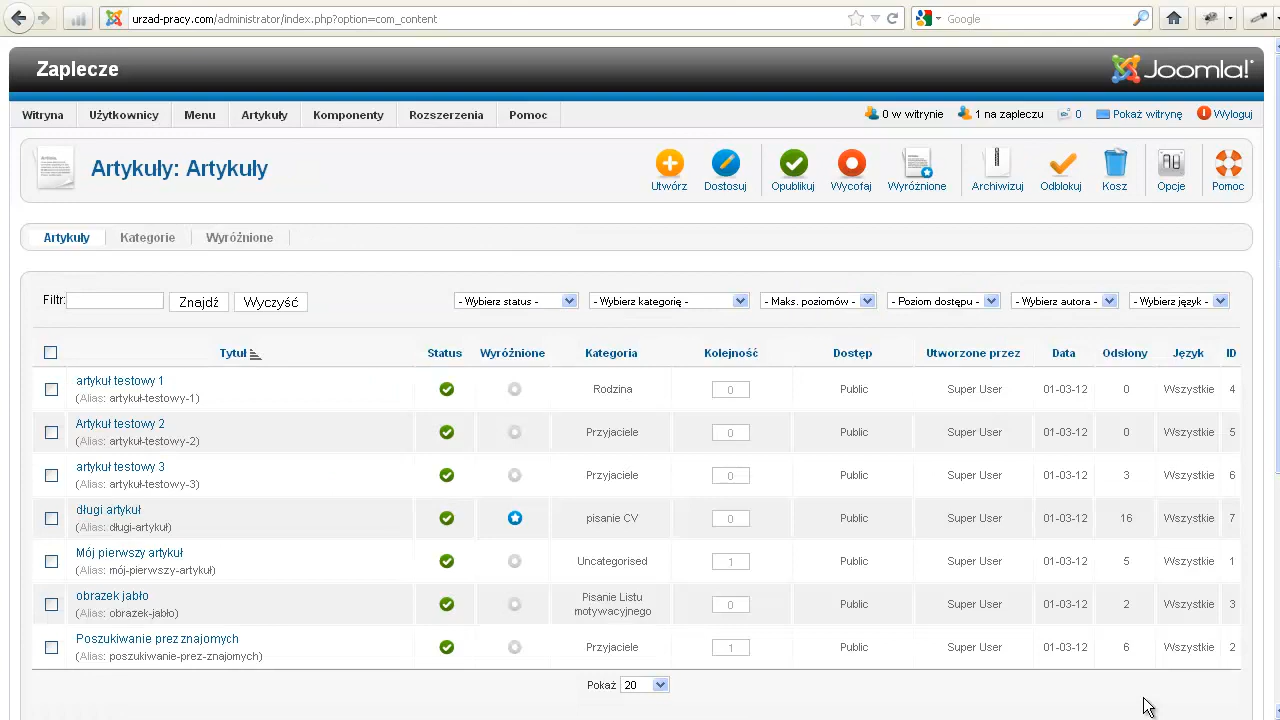 urzad-pracy.com/administrator/index.php?option=com_content
Google
Zaplecze
Joomla!
Witryna Użytkownicy Menu Artykuły Komponenty Rozszerzenia Pomoc
0 w witrynie 1 na zapleczu 0 Pokaż witrynę Wyloguj
Artykuły: Artykuły
Utwórz Dostosuj Opublikuj Wycofaj Wyróżnione Archiwizuj Odblokuj Kosz Opcje Pomoc
Artykuły Kategorie Wyróżnione
Filtr: Znajdź Wyczyść - Wybierz status - - Wybierz kategorię - - Maks. poziomów - - Poziom dostępu - - Wybierz autora - - Wybierz język -
Tytuł Status Wyróżnione Kategoria Kolejność Dostęp Utworzone przez Data Odsłony Język ID
artykuł testowy 1
(Alias: artykuł-testowy-1)
Rodzina 0 Public Super User 01-03-12 0 Wszystkie 4
Artykuł testowy 2
(Alias: artykuł-testowy-2)
Przyjaciele 0 Public Super User 01-03-12 0 Wszystkie 5
artykuł testowy 3
(Alias: artykuł-testowy-3)
Przyjaciele 0 Public Super User 01-03-12 3 Wszystkie 6
długi artykuł
(Alias: długi-artykuł)
pisanie CV 0 Public Super User 01-03-12 16 Wszystkie 7
Mój pierwszy artykuł
(Alias: mój-pierwszy-artykuł)
Uncategorised 1 Public Super User 01-03-12 5 Wszystkie 1
obrazek jabło
(Alias: obrazek-jabło)
Pisanie Listu
motywacyjnego
0 Public Super User 01-03-12 2 Wszystkie 3
Poszukiwanie prez znajomych
(Alias: poszukiwanie-prez-znajomych)
Przyjaciele 1 Public Super User 01-03-12 6 Wszystkie 2
Pokaż 20